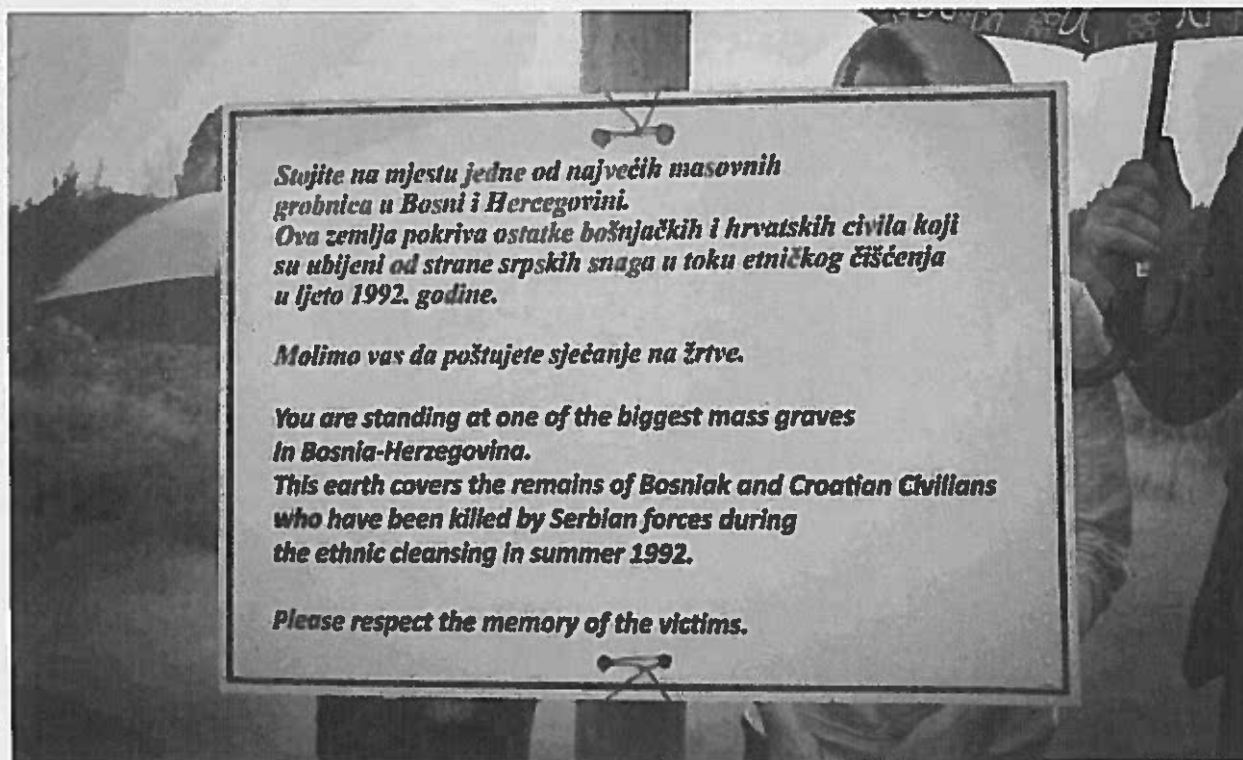 Stojite na mjestu jedne od najvećih masovnih
grobnica u Bosni i Hercegovini.
Ova zemlja pokriva ostatke bošnjačkih i hrvatskih civila koji
su ubijeni od strane srpskih snaga u toku etničkog čišćenja
u ljeto 1992. godine.
Molimo vas da poštujete sjećanje na žrtve.
You are standing at one of the biggest mass graves
in Bosnia-Herzegovina.
This earth covers the remains of Bosniak and Croatian Civilians
who have been killed by Serbian forces during
the ethnic cleansing in summer 1992.
Please respect the memory of the victims.